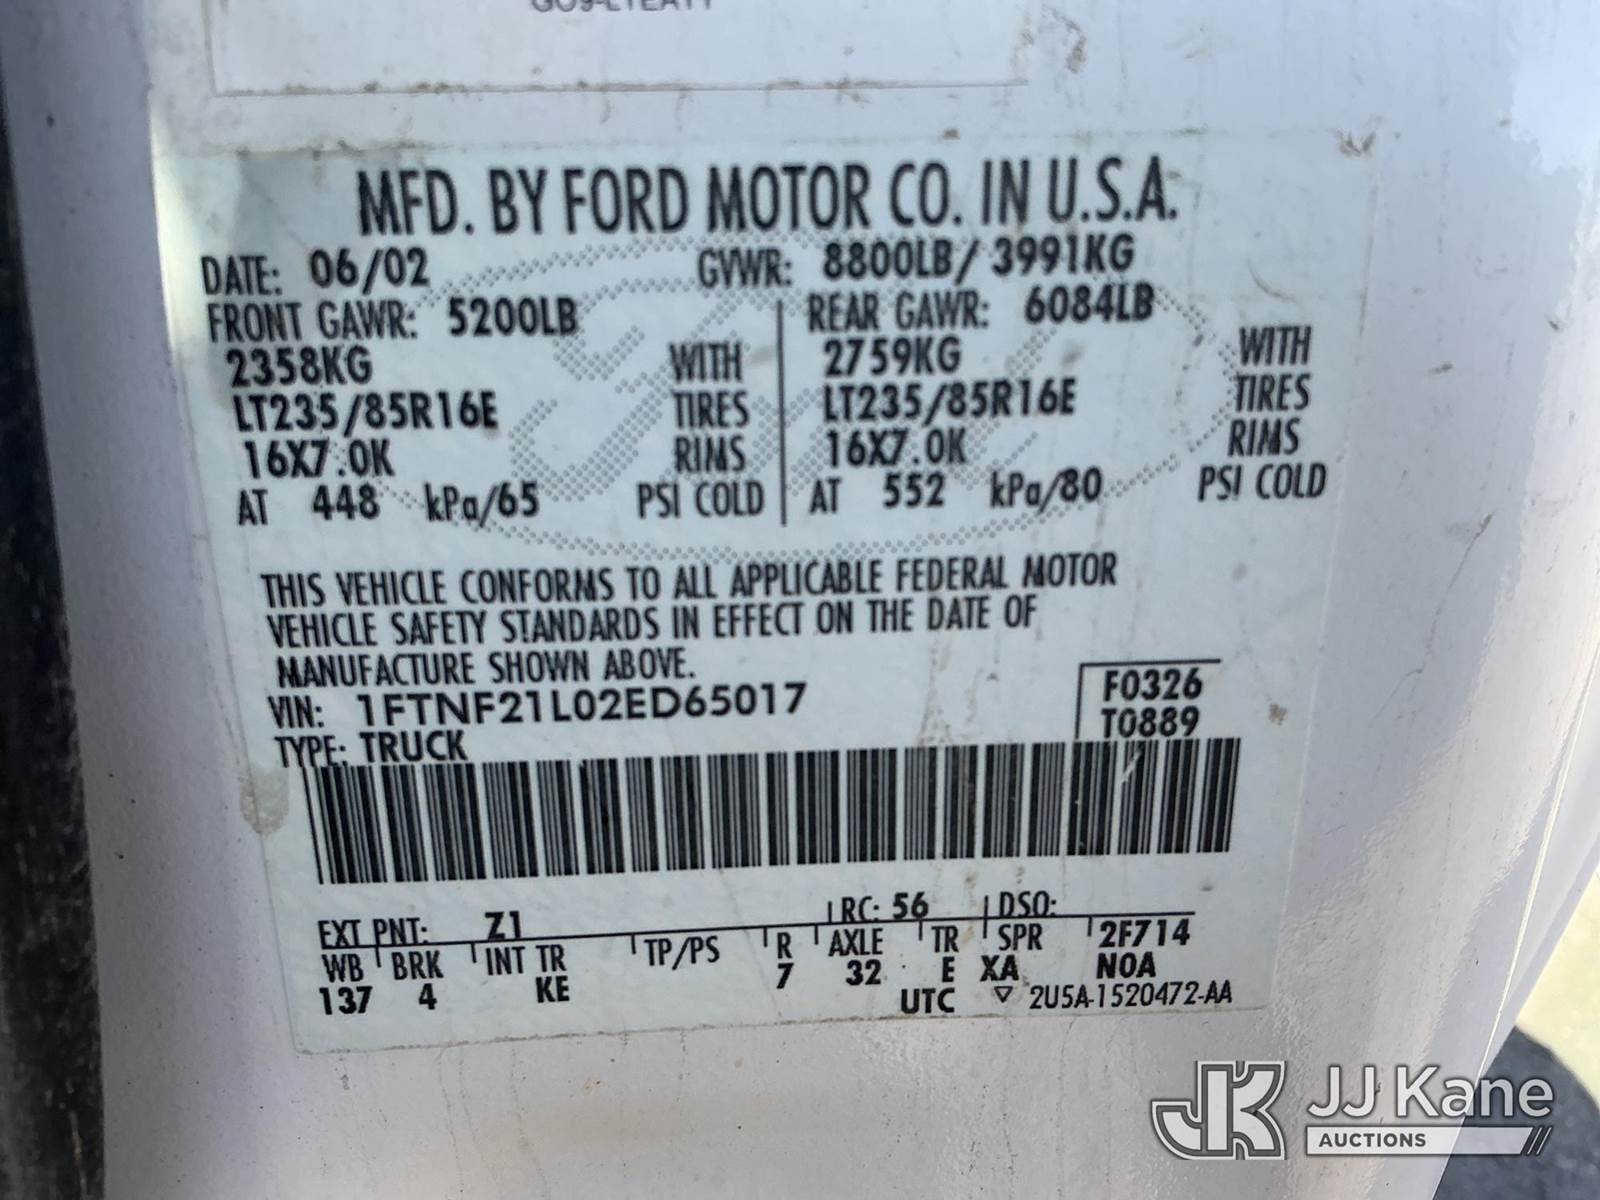 MFD. BY FORD MOTOR CO. IN U.S.A.
DATE: 06/02 GVWR: 8800LB/ 3991KG
FRONT GAWR: 5200LB REAR GAWR: 6084LB
2358KG WITH 2759KG WITH
LT235/85R16E TIRES LT235/85R16E TIRES
16X7.0K RIMS 16X7.0K RIMS
AT 448 kPa/65 PSI COLD AT 552 kPa/80 PSI COLD
THIS VEHICLE CONFORMS TO ALL APPLICABLE FEDERAL MOTOR
VEHICLE SAFETY STANDARDS IN EFFECT ON THE DATE OF
MANUFACTURE SHOWN ABOVE.
VIN: 1FTNF21L02ED65017 F0326
TYPE: TRUCK T0889
EXT PNT: Z1 RC: 56 DSO:
WB BRK INT TR TP/PS R AXLE TR SPR 2F714
137 4 KE 7 32 E XA NOA
UTC ▽ 2U5A-1520472-AA
JK JJ Kane
AUCTIONS